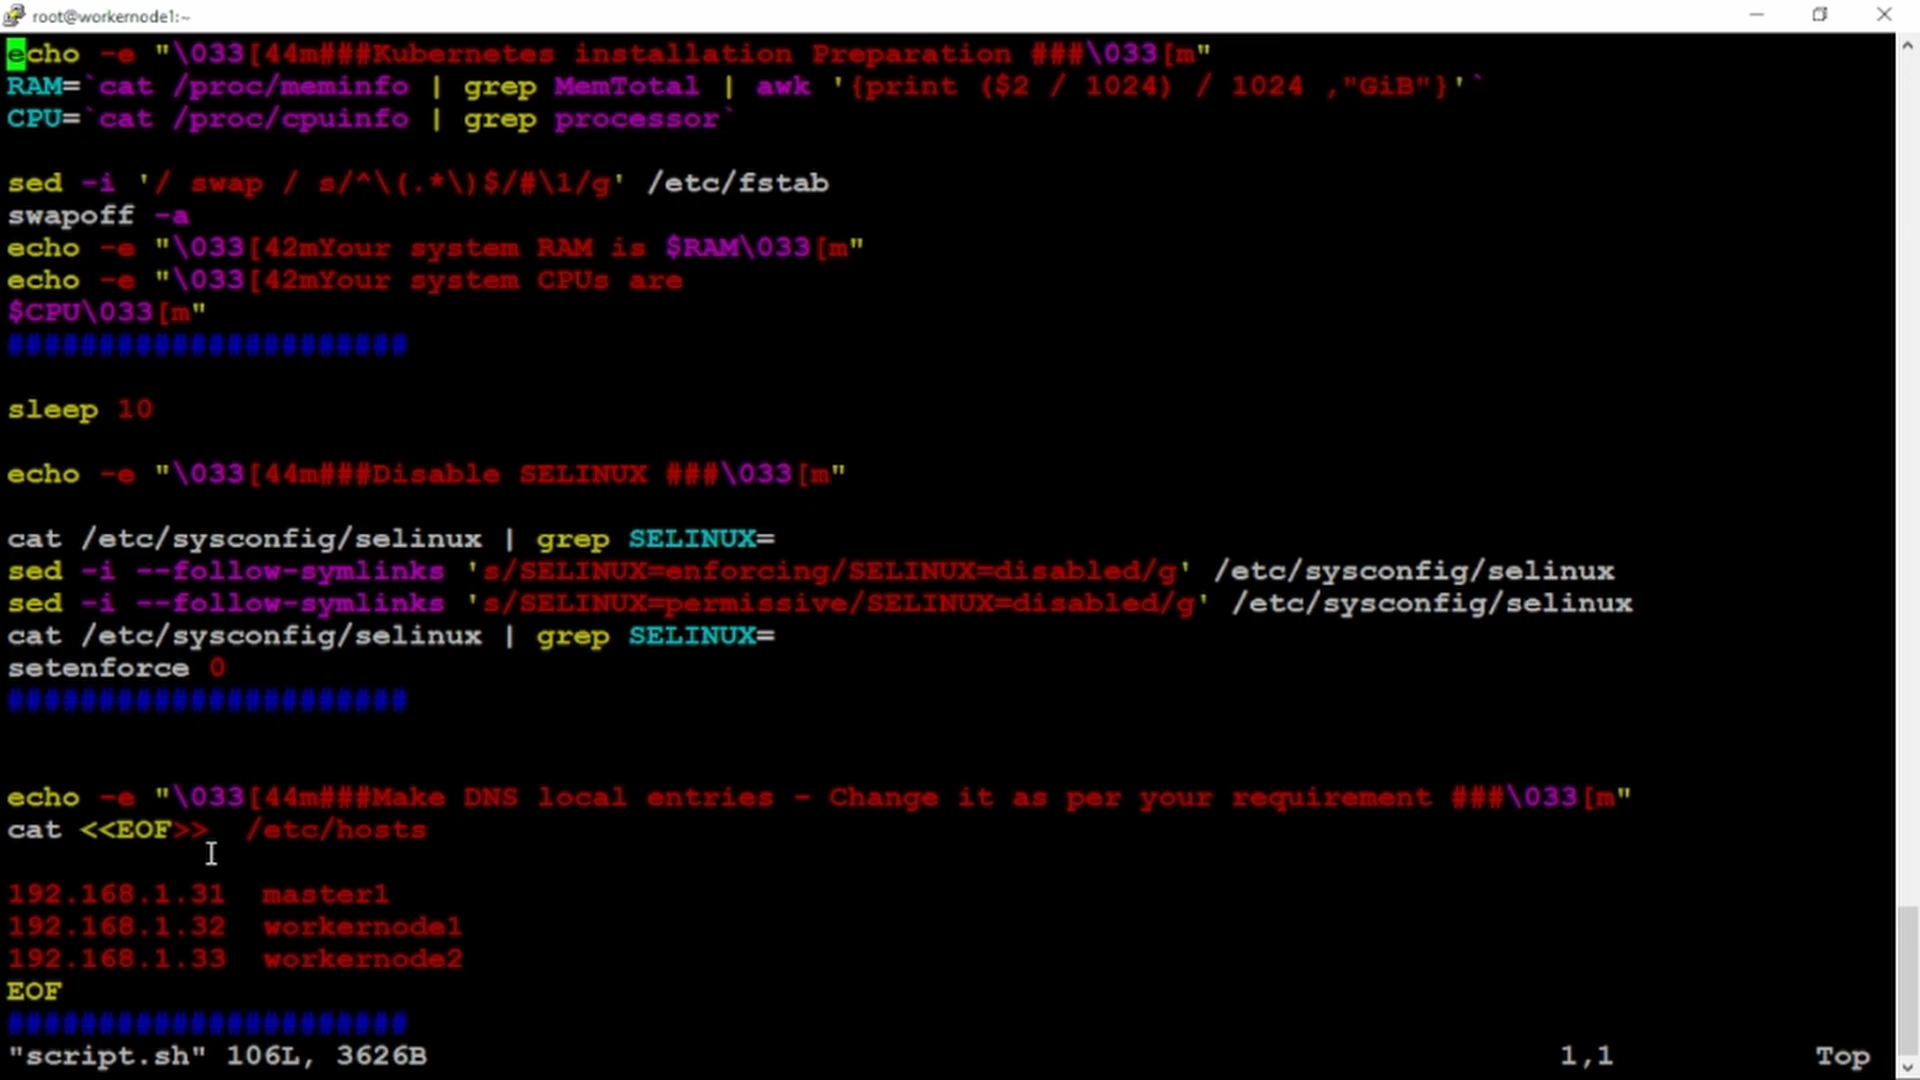 root@workernode1:~
echo -e "\033[44m###Kubernetes installation Preparation ###\033[m"
RAM=`cat /proc/meminfo | grep MemTotal | awk '{print ($2 / 1024) / 1024 ,"GiB"}'`
CPU=`cat /proc/cpuinfo | grep processor`
sed -i '/ swap / s/^\(.*\)$/#\1/g' /etc/fstab
swapoff -a
echo -e "\033[42mYour system RAM is $RAM\033[m"
echo -e "\033[42mYour system CPUs are
$CPU\033[m"
######################
sleep 10
echo -e "\033[44m###Disable SELINUX ###\033[m"
cat /etc/sysconfig/selinux | grep SELINUX=
sed -i --follow-symlinks 's/SELINUX=enforcing/SELINUX=disabled/g' /etc/sysconfig/selinux
sed -i --follow-symlinks 's/SELINUX=permissive/SELINUX=disabled/g' /etc/sysconfig/selinux
cat /etc/sysconfig/selinux | grep SELINUX=
setenforce 0
######################
echo -e "\033[44m###Make DNS local entries - Change it as per your requirement ###\033[m"
cat <<EOF>>  /etc/hosts
192.168.1.31  master1
192.168.1.32  workernode1
192.168.1.33  workernode2
EOF
######################
"script.sh" 106L, 3626B 1,1 Top